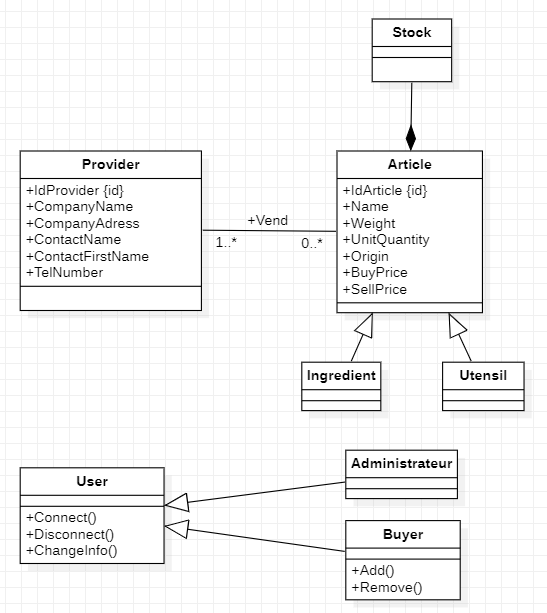 Stock
Provider
+IdProvider {id}
+CompanyName
+CompanyAdress
+ContactName
+ContactFirstName
+TelNumber
+Vend
1..*
0..*
Article
+IdArticle {id}
+Name
+Weight
+UnitQuantity
+Origin
+BuyPrice
+SellPrice
Ingredient
Utensil
User
+Connect()
+Disconnect()
+ChangeInfo()
Administrateur
Buyer
+Add()
+Remove()